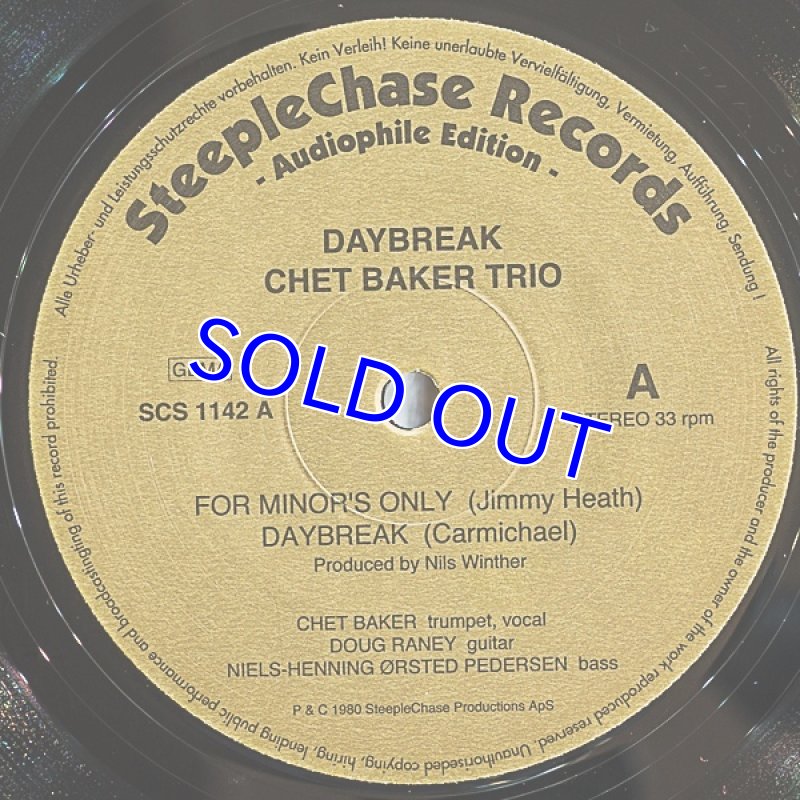 Alle Urheber- und Leistungsschutzrechte vorbehalten. Kein Verleih! Keine unerlaubte Vervielfältigung, Vermietung, Aufführung, Sendung!
SteepleChase Records
- Audiophile Edition -
DAYBREAK
CHET BAKER TRIO
GEMA
A
SCS 1142 A
STEREO 33 rpm
SOLD OUT
FOR MINOR'S ONLY (Jimmy Heath)
DAYBREAK (Carmichael)
Produced by Nils Winther
CHET BAKER trumpet, vocal
DOUG RANEY guitar
NIELS-HENNING ØRSTED PEDERSEN bass
P & C 1980 SteepleChase Productions ApS
All rights of the producer and the owner of the work reproduced reserved. Unauthorised copying, hiring, lending public performance and broadcastingting of this record prohibited.